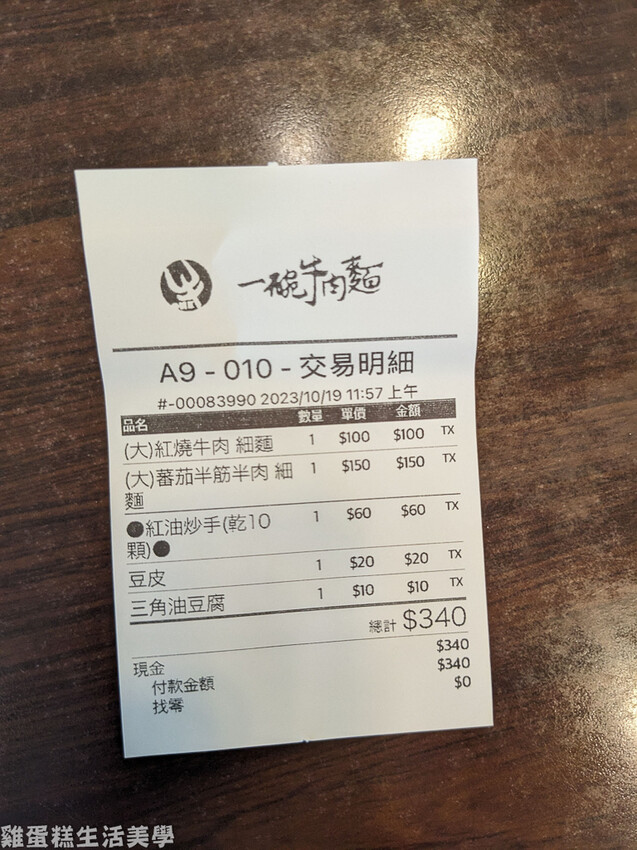 一碗牛肉麵
A9 - 010 - 交易明細
#-00083990 2023/10/19 11:57 上午
品名 數量 單價 金額
(大)紅燒牛肉 細麵 1 $100 $100 TX
(大)蕃茄半筋半肉 細 1 $150 $150 TX
麵
●紅油炒手(乾10 1 $60 $60 TX
顆)●
豆皮 1 $20 $20 TX
三角油豆腐 1 $10 $10 TX
總計 $340
現金 $340
付款金額 $340
找零 $0
雞蛋糕生活美學